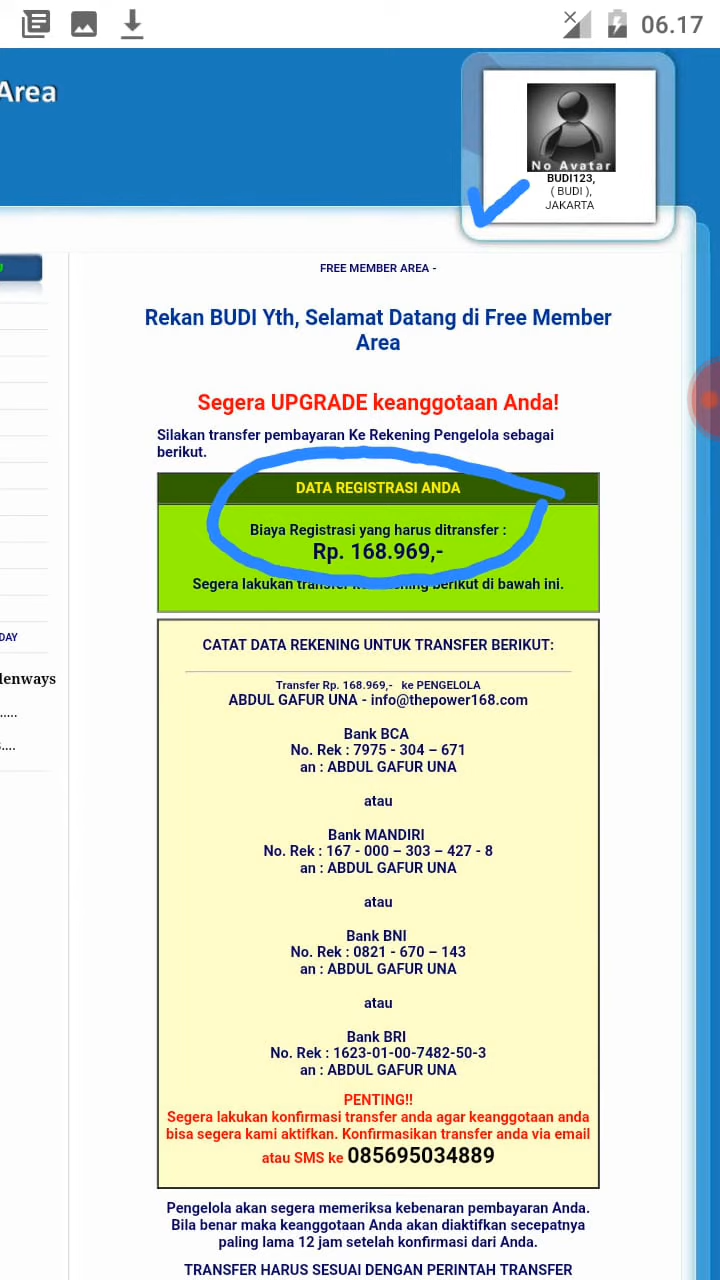 06.17
Area
No Avatar
BUDI123,
( BUDI ),
JAKARTA
FREE MEMBER AREA -
Rekan BUDI Yth, Selamat Datang di Free Member
Area
Segera UPGRADE keanggotaan Anda!
Silakan transfer pembayaran Ke Rekening Pengelola sebagai
berikut.
DATA REGISTRASI ANDA
Biaya Registrasi yang harus ditransfer :
Rp. 168.969,-
Segera lakukan berikut di bawah ini.
CATAT DATA REKENING UNTUK TRANSFER BERIKUT:
Transfer Rp. 168.969,- ke PENGELOLA
ABDUL GAFUR UNA - info@thepower168.com
Bank BCA
No. Rek : 7975 - 304 – 671
an : ABDUL GAFUR UNA
atau
Bank MANDIRI
No. Rek : 167 - 000 – 303 – 427 - 8
an : ABDUL GAFUR UNA
atau
Bank BNI
No. Rek : 0821 - 670 – 143
an : ABDUL GAFUR UNA
atau
Bank BRI
No. Rek : 1623-01-00-7482-50-3
an : ABDUL GAFUR UNA
PENTING!!
Segera lakukan konfirmasi transfer anda agar keanggotaan anda
bisa segera kami aktifkan. Konfirmasikan transfer anda via email
atau SMS ke 085695034889
DAY
lenways
.....
....
Pengelola akan segera memeriksa kebenaran pembayaran Anda.
Bila benar maka keanggotaan Anda akan diaktifkan secepatnya
paling lama 12 jam setelah konfirmasi dari Anda.
TRANSFER HARUS SESUAI DENGAN PERINTAH TRANSFER